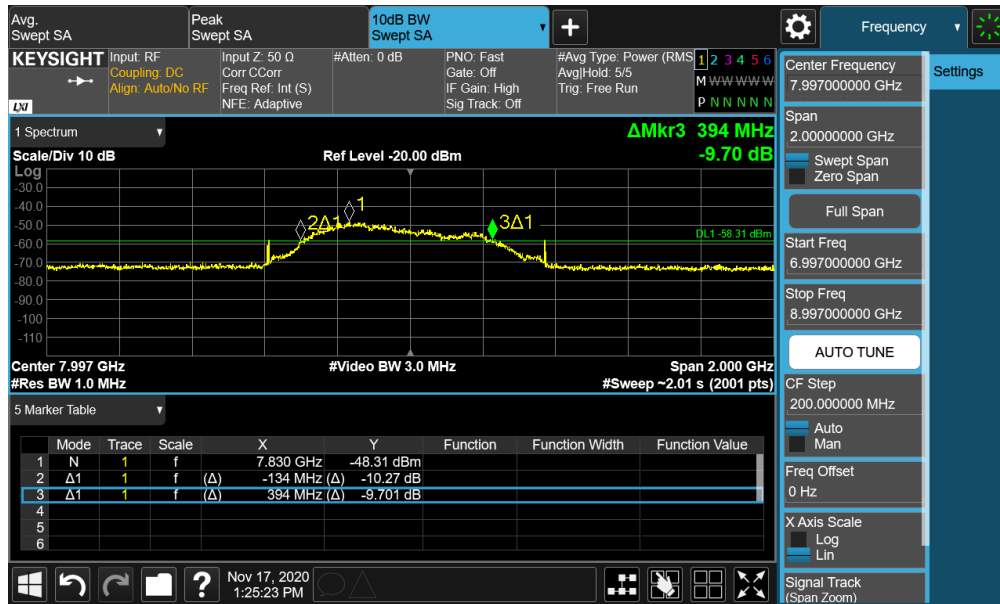 Avg.
Swept SA
Peak
Swept SA
10dB BW
Swept SA
Frequency
KEYSIGHT
LXI
Input: RF
Coupling: DC
Align: Auto/No RF
Input Z: 50 Ω
Corr CCorr
Freq Ref: Int (S)
NFE: Adaptive
#Atten: 0 dB
PNO: Fast
Gate: Off
IF Gain: High
Sig Track: Off
#Avg Type: Power (RMS
Avg|Hold: 5/5
Trig: Free Run
1 2 3 4 5 6
M W W W W W
P N N N N N
1 Spectrum
Scale/Div 10 dB
Log
Ref Level -20.00 dBm
ΔMkr3 394 MHz
-9.70 dB
-30.0
-40.0
-50.0
-60.0
-70.0
-80.0
-90.0
-100
-110
1
2Δ1
3Δ1
DL1 -58.31 dBm
Center 7.997 GHz
#Video BW 3.0 MHz
Span 2.000 GHz
#Res BW 1.0 MHz
#Sweep ~2.01 s (2001 pts)
5 Marker Table
Mode Trace Scale X Y Function Function Width Function Value
1 N 1 f 7.830 GHz -48.31 dBm
2 Δ1 1 f (Δ) -134 MHz (Δ) -10.27 dB
3 Δ1 1 f (Δ) 394 MHz (Δ) -9.701 dB
4
5
6
Nov 17, 2020
1:25:23 PM
Center Frequency
7.997000000 GHz
Settings
Span
2.00000000 GHz
Swept Span
Zero Span
Full Span
Start Freq
6.997000000 GHz
Stop Freq
8.997000000 GHz
AUTO TUNE
CF Step
200.000000 MHz
Auto
Man
Freq Offset
0 Hz
X Axis Scale
Log
Lin
Signal Track
(Span Zoom)